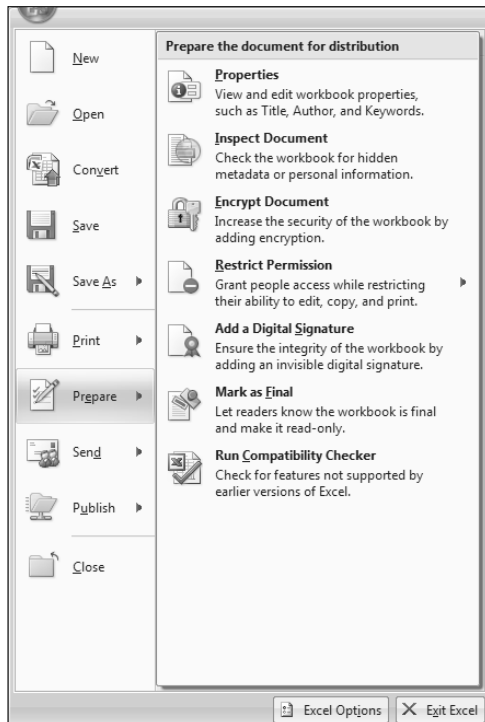 New
Open
Convert
Save
Save As
Print
Prepare
Send
Publish
Close
Prepare the document for distribution
Properties
View and edit workbook properties,
such as Title, Author, and Keywords.
Inspect Document
Check the workbook for hidden
metadata or personal information.
Encrypt Document
Increase the security of the workbook by
adding encryption.
Restrict Permission
Grant people access while restricting
their ability to edit, copy, and print.
Add a Digital Signature
Ensure the integrity of the workbook by
adding an invisible digital signature.
Mark as Final
Let readers know the workbook is final
and make it read-only.
Run Compatibility Checker
Check for features not supported by
earlier versions of Excel.
Excel Options
Exit Excel